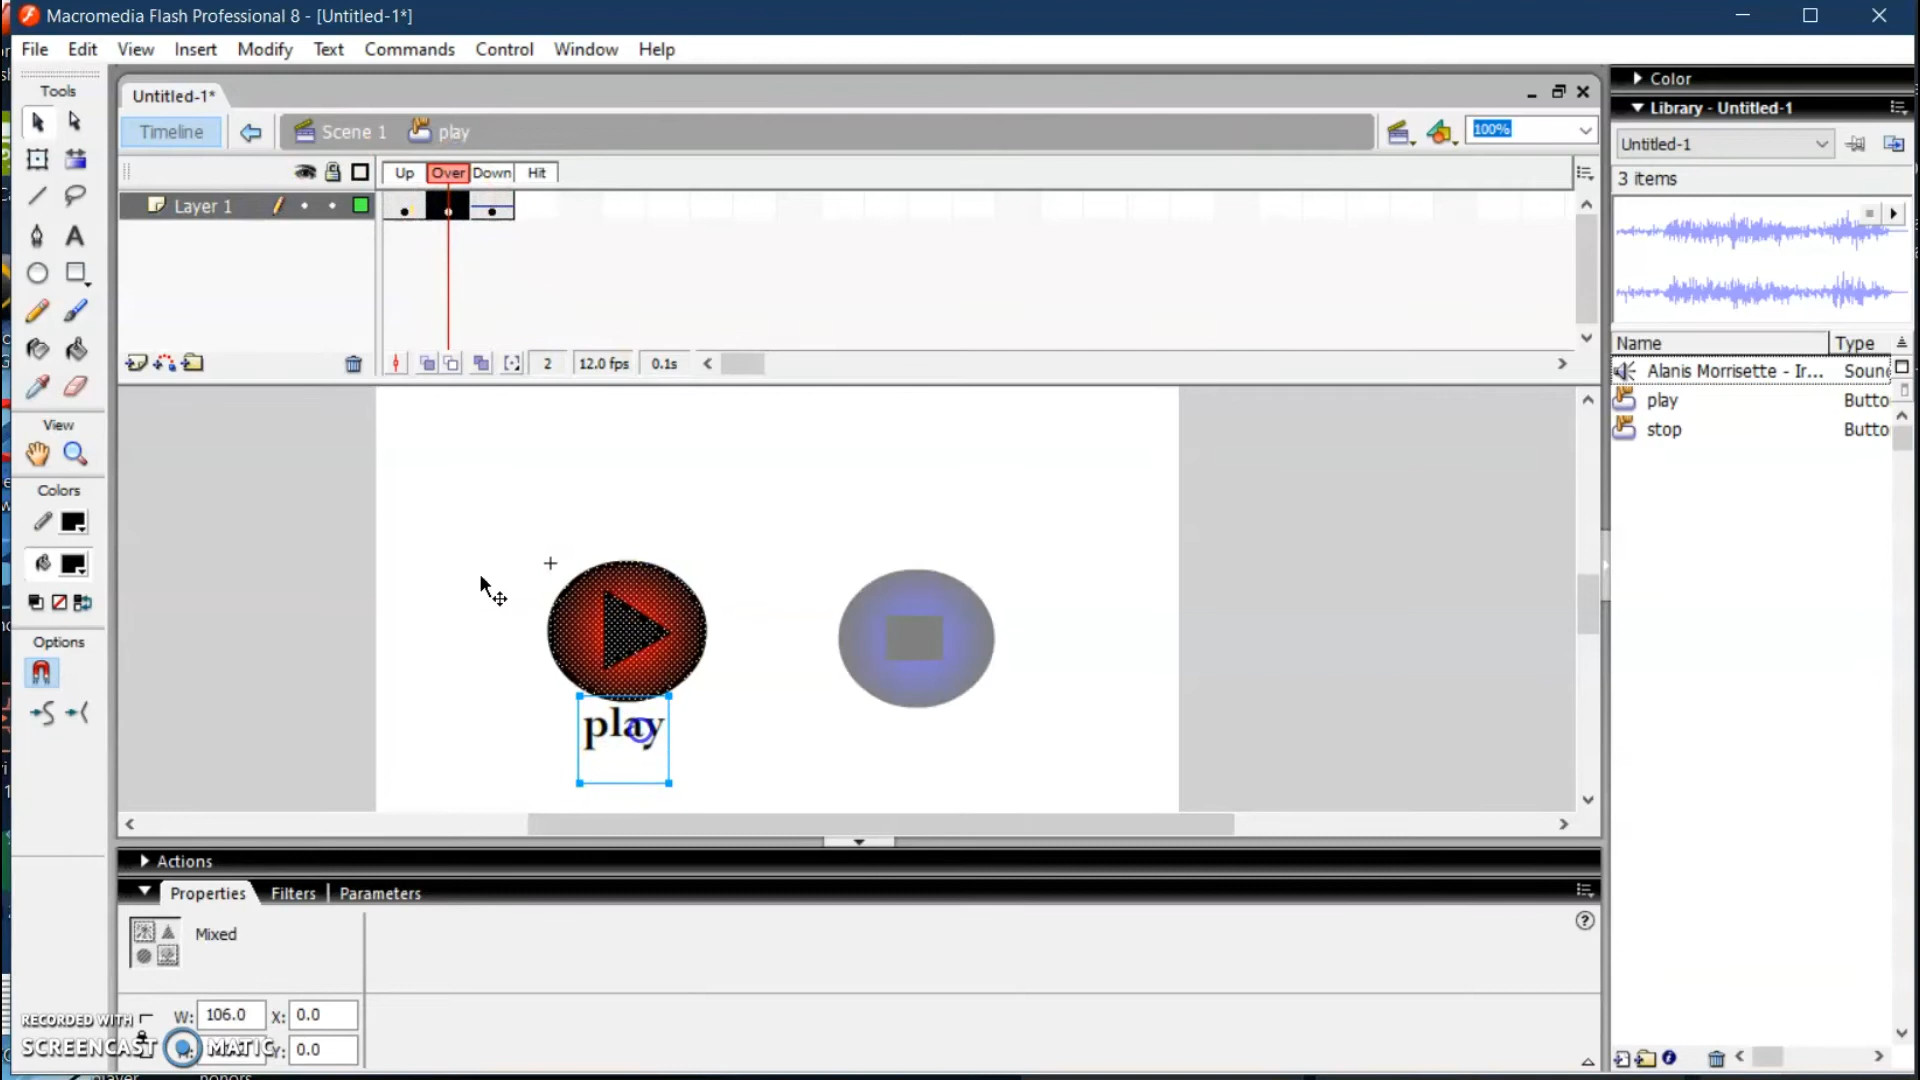 Macromedia Flash Professional 8 - [Untitled-1*]
File Edit View Insert Modify Text Commands Control Window Help
Tools
Untitled-1*
Timeline Scene 1 play 100%
Up Over Down Hit
Layer 1
2 12.0 fps 0.1s
View
Colors
Options
play
Actions
Properties Filters Parameters
Mixed
W: 106.0 X: 0.0
Y: 0.0
RECORDED WITH
SCREENCAST MATIC
Color
Library - Untitled-1
Untitled-1
3 items
Name Type
Alanis Morrisette - Ir... Soun
play Butto
stop Butto